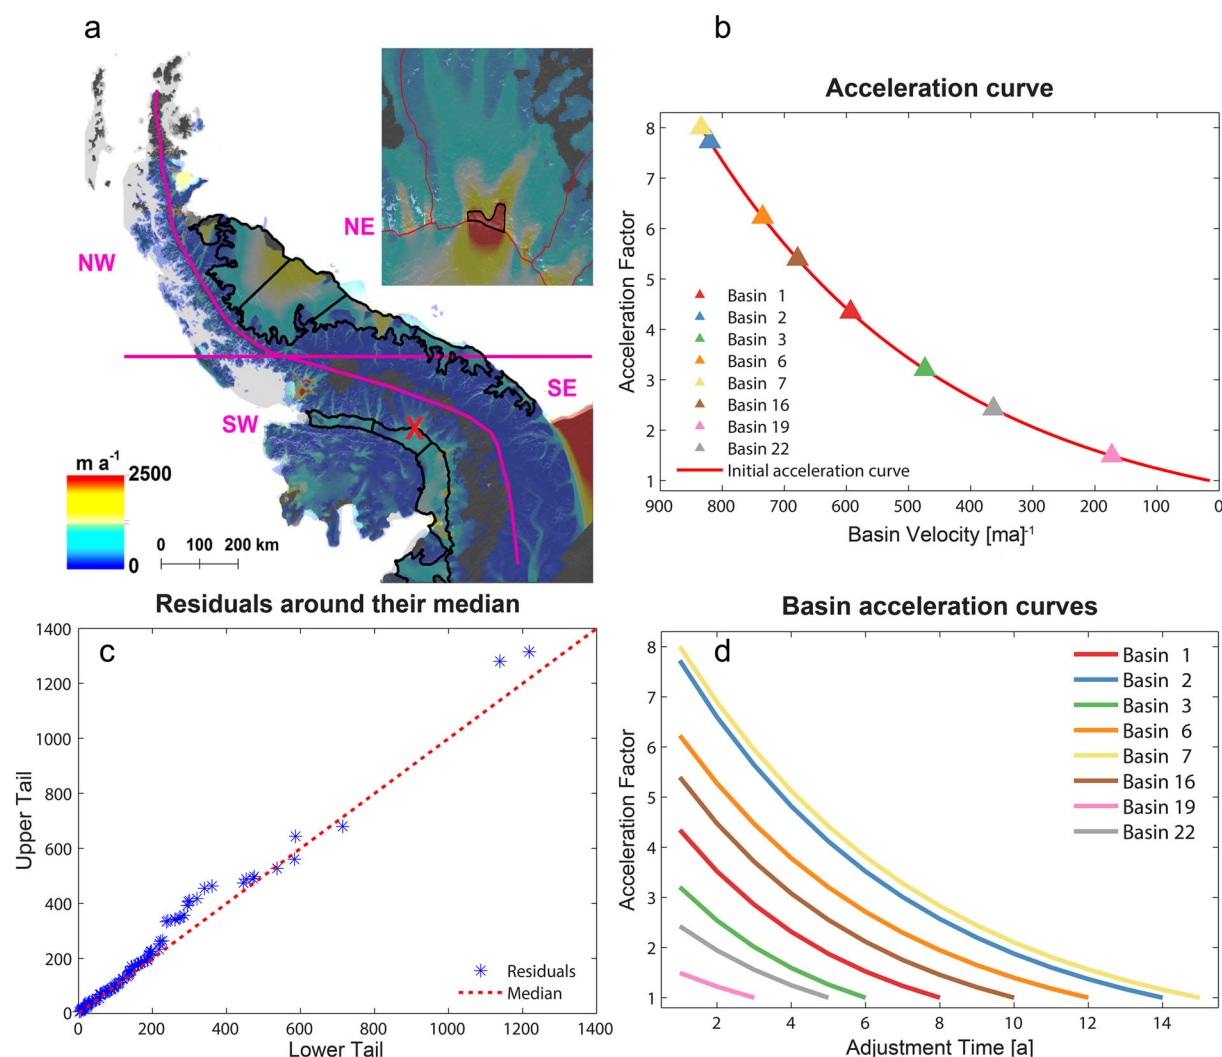 a
NE
NW
SE
SW
X
m a-1
2500
0
0 100 200 km
b
Acceleration curve
Acceleration Factor
8
7
6
5
4
3
2
1
Basin 1
Basin 2
Basin 3
Basin 6
Basin 7
Basin 16
Basin 19
Basin 22
Initial acceleration curve
900 800 700 600 500 400 300 200 100 0
Basin Velocity [ma]-1
Residuals around their median
c
Upper Tail
1400
1200
1000
800
600
400
200
0
Residuals
Median
0 200 400 600 800 1000 1200 1400
Lower Tail
Basin acceleration curves
d
Acceleration Factor
8
7
6
5
4
3
2
1
Basin 1
Basin 2
Basin 3
Basin 6
Basin 7
Basin 16
Basin 19
Basin 22
2 4 6 8 10 12 14
Adjustment Time [a]